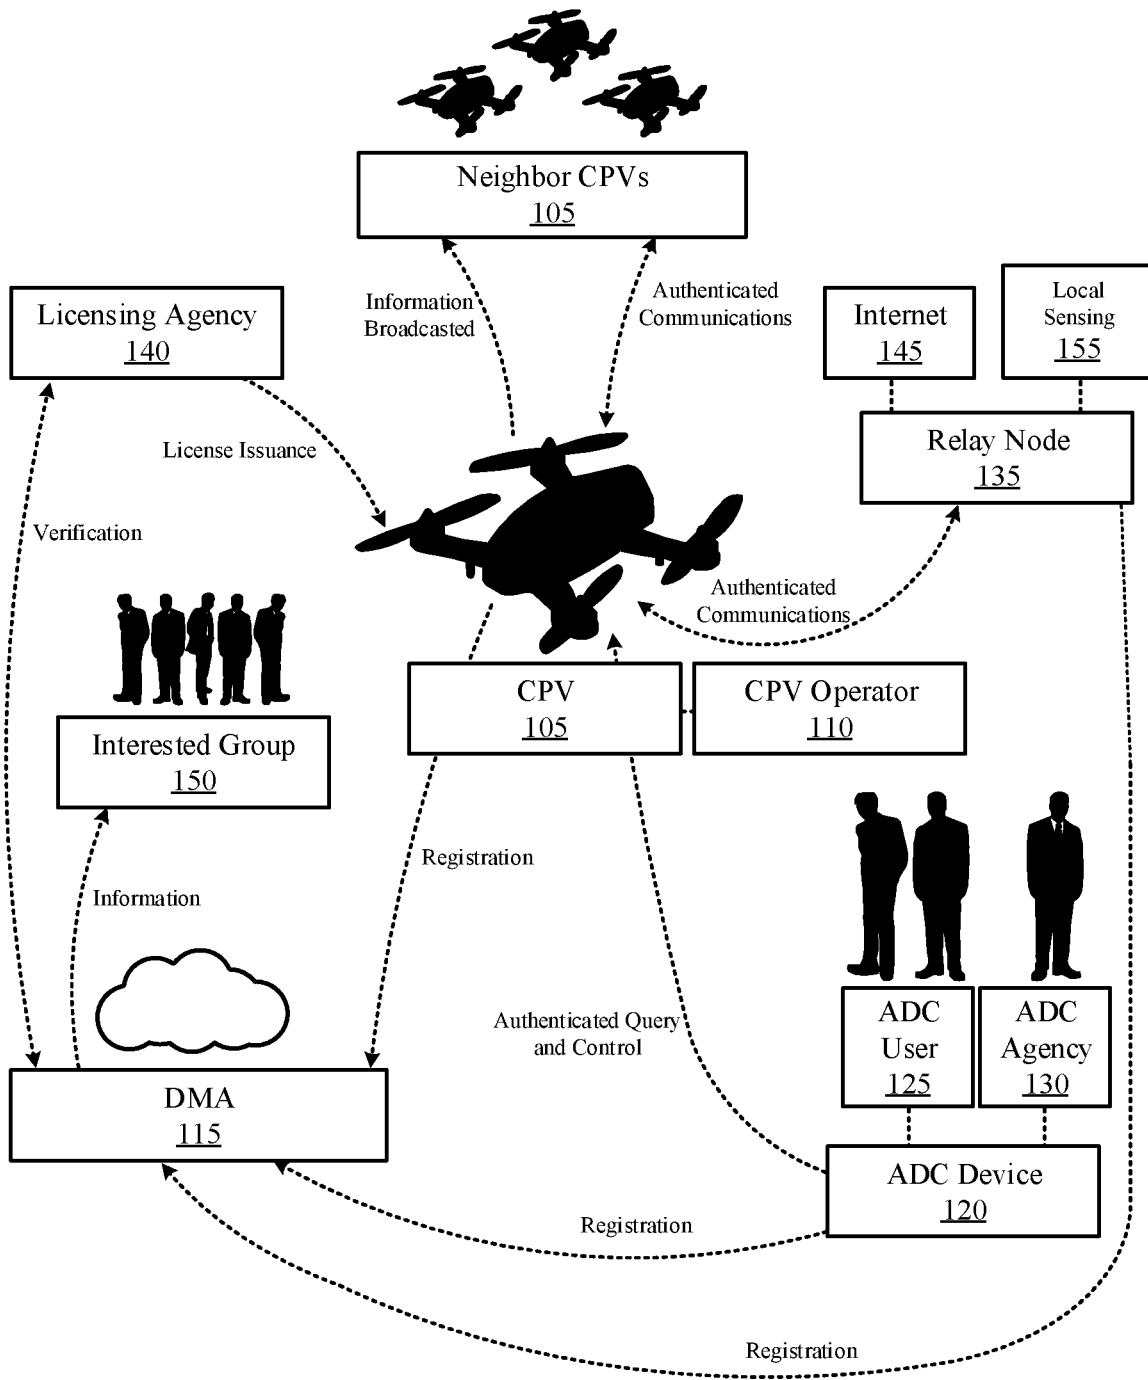 Neighbor CPVs
105
Information
Broadcasted
Authenticated
Communications
Licensing Agency
140
Internet
145
Local
Sensing
155
License Issuance
Relay Node
135
Verification
Authenticated
Communications
CPV
105
CPV Operator
110
Interested Group
150
Registration
Information
Authenticated Query
and Control
ADC
User
125
ADC
Agency
130
DMA
115
ADC Device
120
Registration
Registration